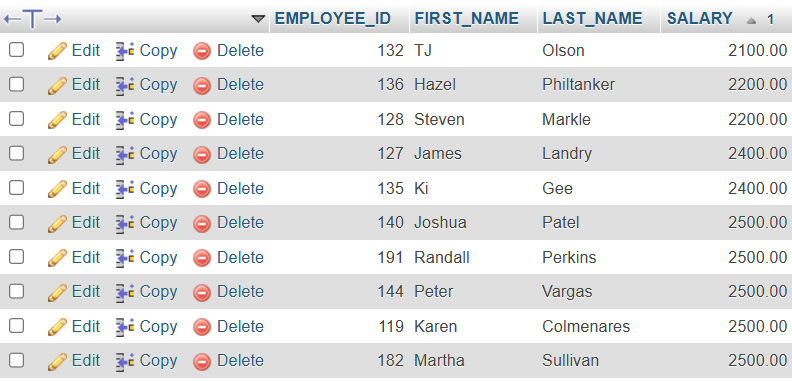 EMPLOYEE_ID FIRST_NAME LAST_NAME SALARY 1
Edit Copy Delete 132 TJ Olson 2100.00
Edit Copy Delete 136 Hazel Philtanker 2200.00
Edit Copy Delete 128 Steven Markle 2200.00
Edit Copy Delete 127 James Landry 2400.00
Edit Copy Delete 135 Ki Gee 2400.00
Edit Copy Delete 140 Joshua Patel 2500.00
Edit Copy Delete 191 Randall Perkins 2500.00
Edit Copy Delete 144 Peter Vargas 2500.00
Edit Copy Delete 119 Karen Colmenares 2500.00
Edit Copy Delete 182 Martha Sullivan 2500.00